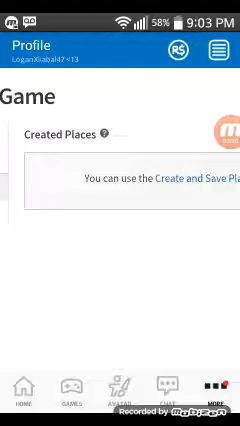 58% 9:03 PM
Profile
LoganXkabal47 <13
R$
Game
Created Places ?
You can use the Create and Save Pla
HOME GAMES AVATAR CHAT MORE
Recorded by mobizen